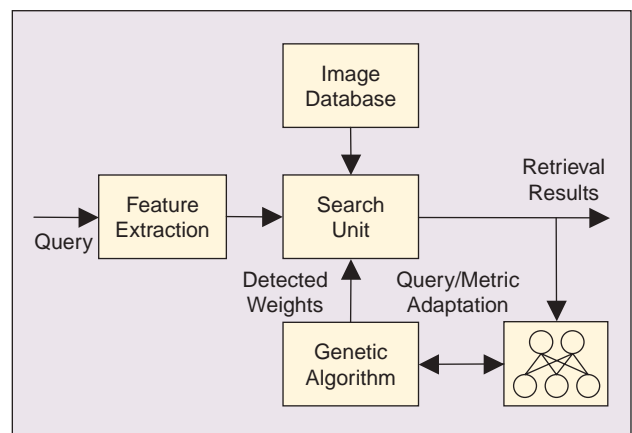 Image
Database
Retrieval
Results
Feature
Extraction
Search
Unit
Query
Detected
Weights
Query/Metric
Adaptation
Genetic
Algorithm